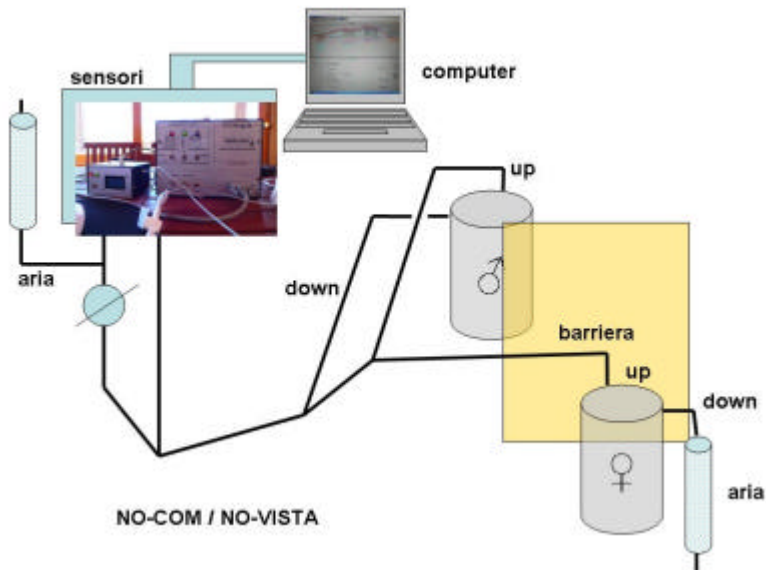 sensori
computer
up
aria
down
barriera
up
down
aria
NO-COM / NO-VISTA